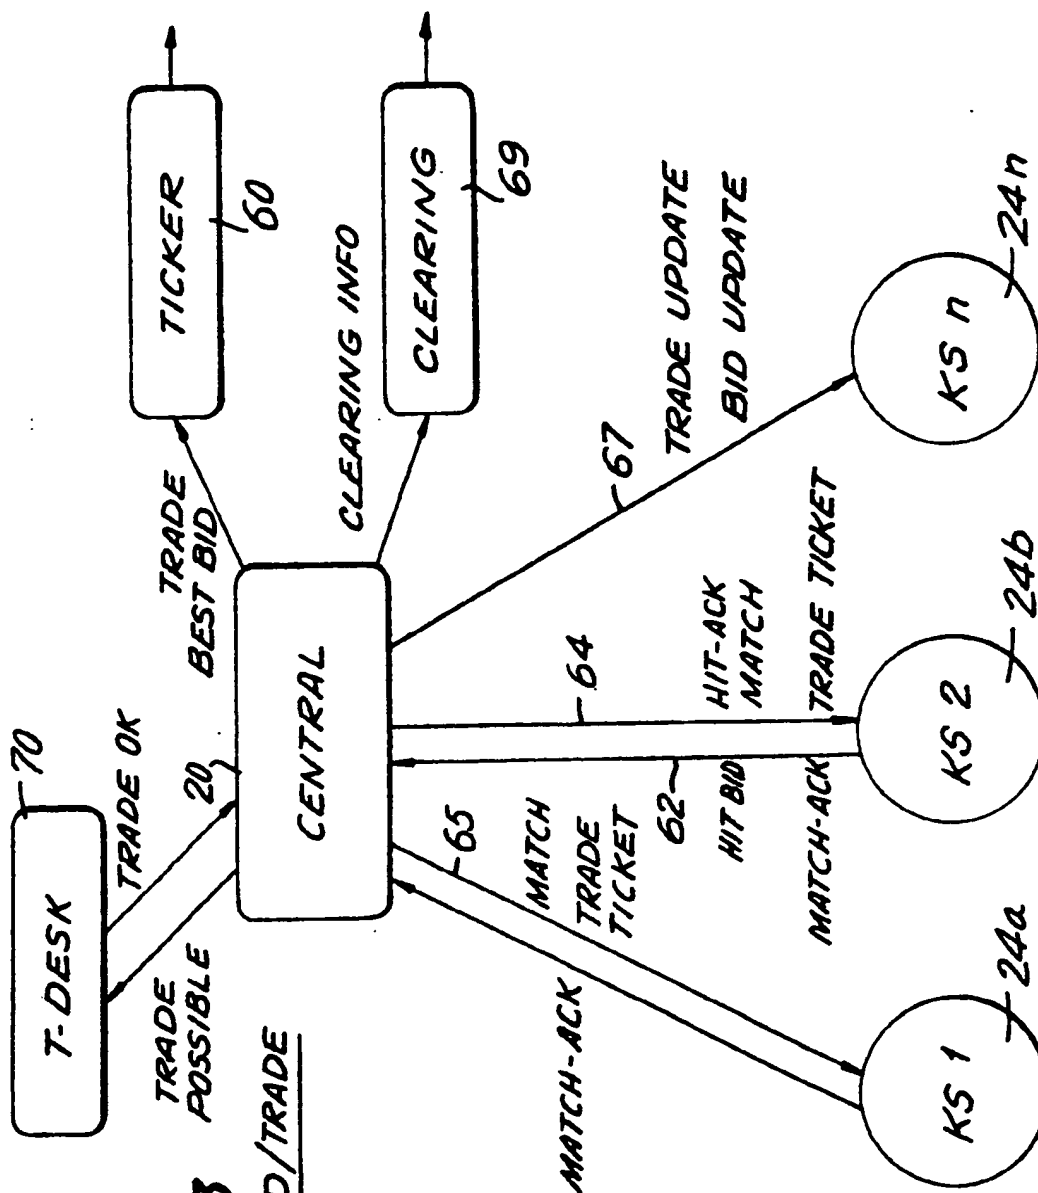 T-DESK
70
TRADE
POSSIBLE
TRADE OK
20
CENTRAL
TRADE
BEST BID
TICKER
60
CLEARING INFO
CLEARING
69
/TRADE
MATCH-ACK
65
MATCH
TRADE
TICKET
62
HIT BID
MATCH-ACK
64
HIT-ACK
MATCH
TRADE TICKET
67
TRADE UPDATE
BID UPDATE
KS 1
24a
KS 2
24b
KS n
24n